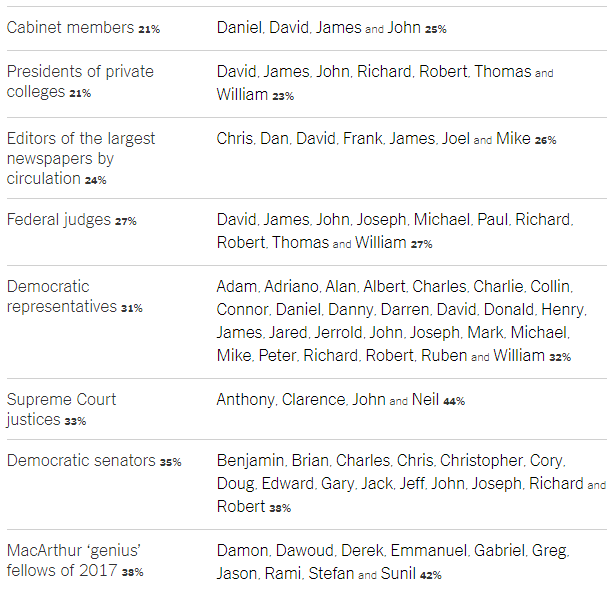 Cabinet members 21%
Daniel, David, James and John 25%
Presidents of private
colleges 21%
David, James, John, Richard, Robert, Thomas and
William 23%
Editors of the largest
newspapers by
circulation 24%
Chris, Dan, David, Frank, James, Joel and Mike 26%
Federal judges 27%
David, James, John, Joseph, Michael, Paul, Richard,
Robert, Thomas and William 27%
Democratic
representatives 31%
Adam, Adriano, Alan, Albert, Charles, Charlie, Collin,
Connor, Daniel, Danny, Darren, David, Donald, Henry,
James, Jared, Jerrold, John, Joseph, Mark, Michael,
Mike, Peter, Richard, Robert, Ruben and William 32%
Supreme Court
justices 33%
Anthony, Clarence, John and Neil 44%
Democratic senators 35%
Benjamin, Brian, Charles, Chris, Christopher, Cory,
Doug, Edward, Gary, Jack, Jeff, John, Joseph, Richard and
Robert 38%
MacArthur ‘genius’
fellows of 2017 38%
Damon, Dawoud, Derek, Emmanuel, Gabriel, Greg,
Jason, Rami, Stefan and Sunil 42%